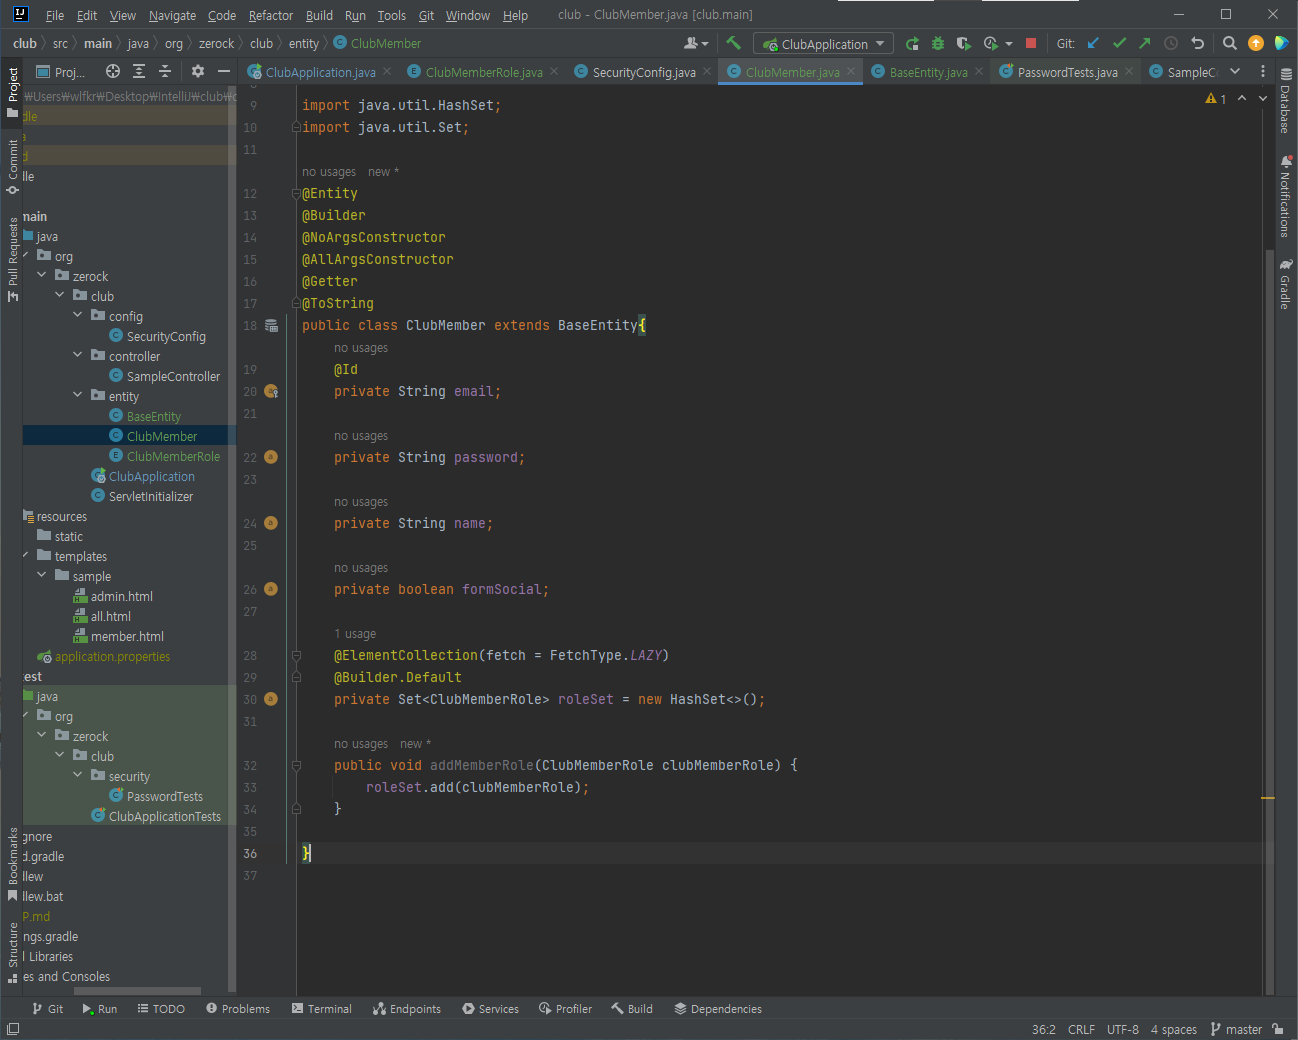 File Edit View Navigate Code Refactor Build Run Tools Git Window Help club - ClubMember.java [club.main]
club src main java org zerock club entity ClubMember ClubApplication Git:
Proj... ClubApplication.java ClubMemberRole.java SecurityConfig.java ClubMember.java BaseEntity.java PasswordTests.java SampleC
Project
Commit
Pull Requests
Bookmarks
Structure
₩Users₩wlfkr₩Desktop₩IntelliJ₩club₩
dle
dle
main
java
org
zerock
club
config
SecurityConfig
controller
SampleController
entity
BaseEntity
ClubMember
ClubMemberRole
ClubApplication
ServletInitializer
resources
static
templates
sample
admin.html
all.html
member.html
application.properties
test
java
org
zerock
club
security
PasswordTests
ClubApplicationTests
gnore
d.gradle
dlew
dlew.bat
P.md
ngs.gradle
l Libraries
es and Consoles
9 import java.util.HashSet;
10 import java.util.Set;
11
no usages new *
12 @Entity
13 @Builder
14 @NoArgsConstructor
15 @AllArgsConstructor
16 @Getter
17 @ToString
18 public class ClubMember extends BaseEntity{
no usages
19 @Id
20 private String email;
21
no usages
22 private String password;
23
no usages
24 private String name;
25
no usages
26 private boolean formSocial;
27
1 usage
28 @ElementCollection(fetch = FetchType.LAZY)
29 @Builder.Default
30 private Set<ClubMemberRole> roleSet = new HashSet<>();
31
no usages new *
32 public void addMemberRole(ClubMemberRole clubMemberRole) {
33 roleSet.add(clubMemberRole);
34 }
35
36 }
37
1
Database
Notifications
Gradle
Git Run TODO Problems Terminal Endpoints Services Profiler Build Dependencies
36:2 CRLF UTF-8 4 spaces master